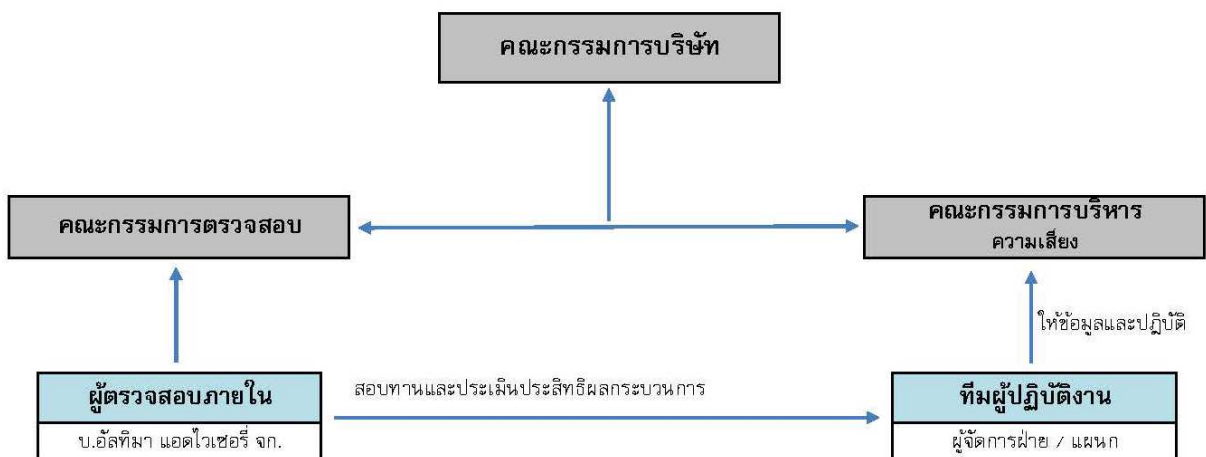 คณะกรรมการบริษัท
คณะกรรมการตรวจสอบ
คณะกรรมการบริหาร
ความเสี่ยง
ให้ข้อมูลและปฏิบัติ
ผู้ตรวจสอบภายใน
บ.อัลทิมา แอดไวเซอรี่ จก.
สอบทานและประเมินประสิทธิผลกระบวนการ
ทีมผู้ปฏิบัติงาน
ผู้จัดการฝ่าย / แผนก